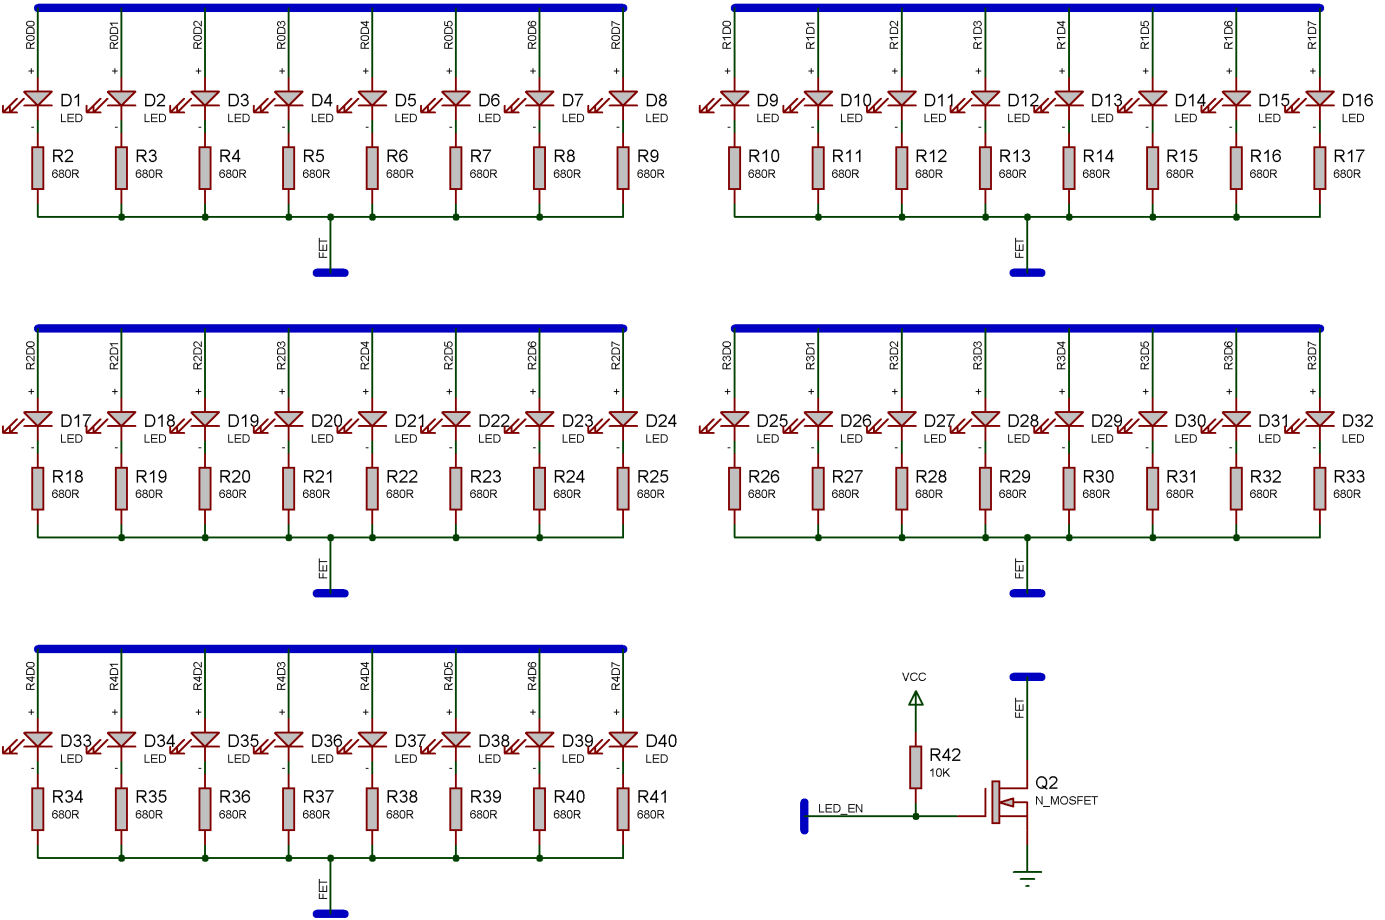 R0D0 R0D1 R0D2 R0D3 R0D4 R0D5 R0D6 R0D7
+ + + + + + + +
D1 D2 D3 D4 D5 D6 D7 D8
LED LED LED LED LED LED LED LED
- - - - - - - -
R2 R3 R4 R5 R6 R7 R8 R9
680R 680R 680R 680R 680R 680R 680R 680R
FET
R1D0 R1D1 R1D2 R1D3 R1D4 R1D5 R1D6 R1D7
+ + + + + + + +
D9 D10 D11 D12 D13 D14 D15 D16
LED LED LED LED LED LED LED LED
- - - - - - - -
R10 R11 R12 R13 R14 R15 R16 R17
680R 680R 680R 680R 680R 680R 680R 680R
FET
R2D0 R2D1 R2D2 R2D3 R2D4 R2D5 R2D6 R2D7
+ + + + + + + +
D17 D18 D19 D20 D21 D22 D23 D24
LED LED LED LED LED LED LED LED
- - - - - - - -
R18 R19 R20 R21 R22 R23 R24 R25
680R 680R 680R 680R 680R 680R 680R 680R
FET
R3D0 R3D1 R3D2 R3D3 R3D4 R3D5 R3D6 R3D7
+ + + + + + + +
D25 D26 D27 D28 D29 D30 D31 D32
LED LED LED LED LED LED LED LED
- - - - - - - -
R26 R27 R28 R29 R30 R31 R32 R33
680R 680R 680R 680R 680R 680R 680R 680R
FET
R4D0 R4D1 R4D2 R4D3 R4D4 R4D5 R4D6 R4D7
+ + + + + + + +
D33 D34 D35 D36 D37 D38 D39 D40
LED LED LED LED LED LED LED LED
- - - - - - - -
R34 R35 R36 R37 R38 R39 R40 R41
680R 680R 680R 680R 680R 680R 680R 680R
FET
VCC
FET
R42
10K
Q2
N_MOSFET
LED_EN